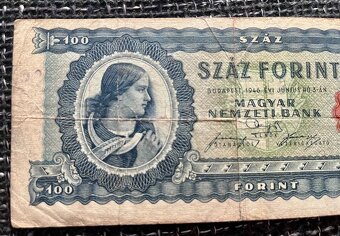 100 SZÁZ
SZÁZ FORINT
BUDAPEST, 1946. ÉVI JÚNIUS HÓ 3-ÁN
MAGYAR
NEMZETI BANK
100 FORINT